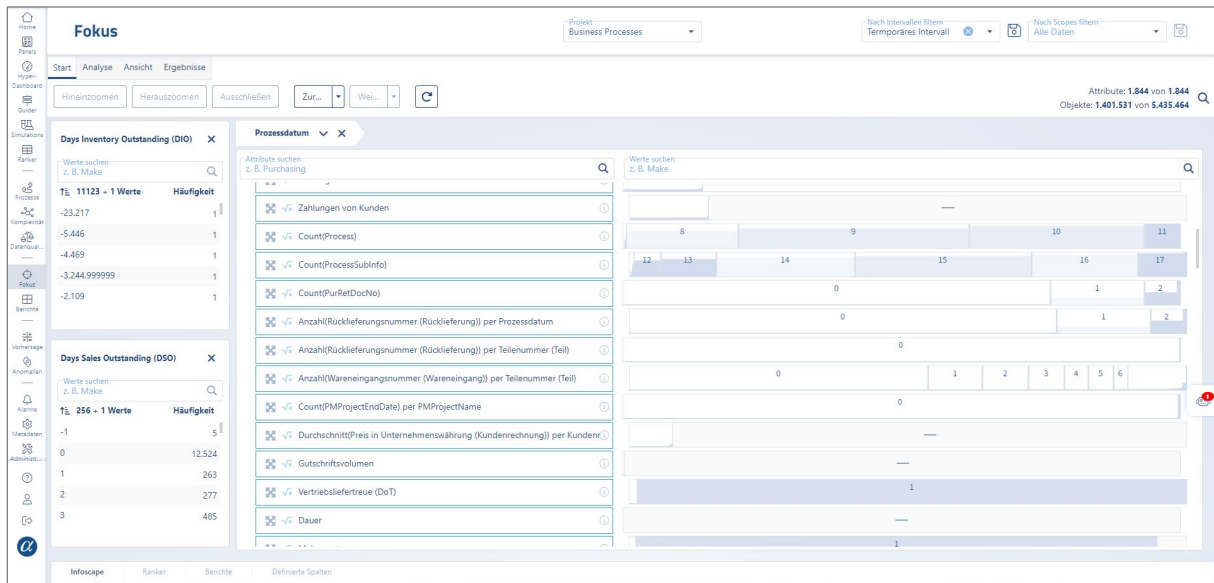 Home
Panels
Hyper-
Dashboard
Guider
Simulations
Ranker
Prozesse
Komplexität
Datenqual...
Fokus
Berichte
Vorhersage
Anomalien
Alarme
Metadaten
Administr...
Fokus
Projekt
Business Processes
Nach Intervallen filtern
Termporäres Intervall
Nach Scopes filtern
Alle Daten
Start Analyse Ansicht Ergebnisse
Hineinzoomen Herauszoomen Ausschließen Zur... Wei...
Attribute: 1.844 von 1.844
Objekte: 1.401.531 von 5.435.464
Days Inventory Outstanding (DIO)
Werte suchen
z. B. Make
11123 + 1 Werte Häufigkeit
-23.217 1
-5.446 1
-4.469 1
-3.244.999999 1
-2.109 1
Days Sales Outstanding (DSO)
Werte suchen
z. B. Make
256 + 1 Werte Häufigkeit
-1 5
0 12.524
1 263
2 277
3 485
Prozessdatum
Attribute suchen
z. B. Purchasing
Werte suchen
z. B. Make
Zahlungen von Kunden —
Count(Process) 8 9 10 11
Count(ProcessSubInfo) 12 13 14 15 16 17
Count(PurRetDocNo) 0 1 2
Anzahl(Rücklieferungsnummer (Rücklieferung)) per Prozessdatum 0 1 2
Anzahl(Rücklieferungsnummer (Rücklieferung)) per Teilenummer (Teil) 0
Anzahl(Wareneingangsnummer (Wareneingang)) per Teilenummer (Teil) 0 1 2 3 4 5 6
Count(PMProjectEndDate) per PMProjectName 0
Durchschnitt(Preis in Unternehmenswährung (Kundenrechnung)) per Kundenr —
Gutschriftsvolumen —
Vertriebsliefertreue (DoT) 1
Dauer —
1
1
Infoscape Ranker Berichte Definierte Spalten